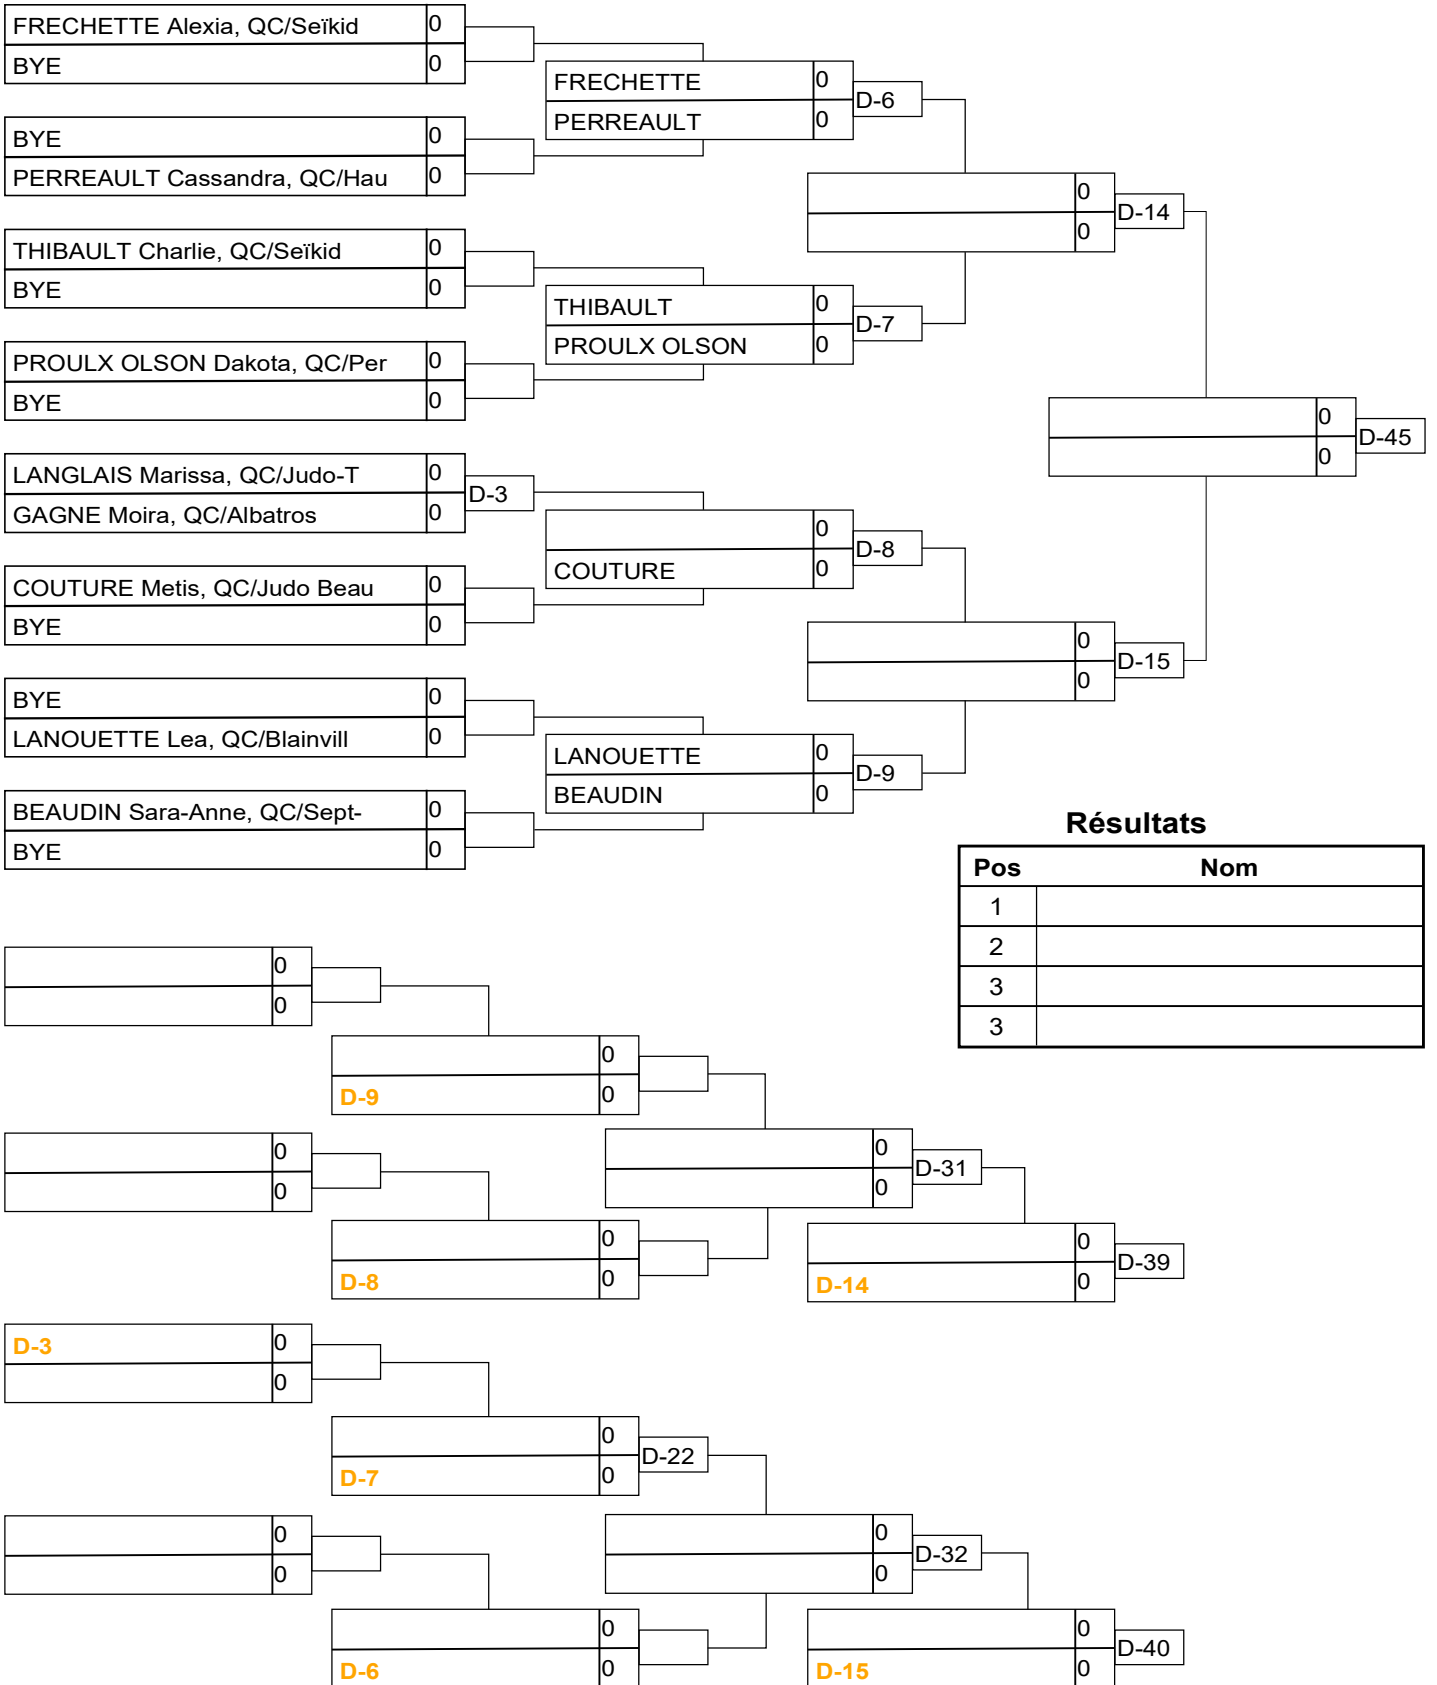 FRECHETTE Alexia, QC/Seïkid 0
BYE 0
BYE 0
PERREAULT Cassandra, QC/Hau 0
THIBAULT Charlie, QC/Seïkid 0
BYE 0
PROULX OLSON Dakota, QC/Per 0
BYE 0
LANGLAIS Marissa, QC/Judo-T 0
GAGNE Moira, QC/Albatros 0
D-3
COUTURE Metis, QC/Judo Beau 0
BYE 0
BYE 0
LANOUETTE Lea, QC/Blainvill 0
BEAUDIN Sara-Anne, QC/Sept- 0
BYE 0
FRECHETTE 0
PERREAULT 0
D-6
THIBAULT 0
PROULX OLSON 0
D-7
0
COUTURE 0
D-8
LANOUETTE 0
BEAUDIN 0
D-9
0
0
D-14
0
0
D-15
0
0
D-45
Résultats
Pos Nom
1
2
3
3
0
0
0
D-9 0
0
0
0
D-8 0
0
0
D-31
0
D-14 0
D-39
D-3 0
0
0
D-7 0
D-22
0
0
0
D-6 0
0
0
D-32
0
D-15 0
D-40